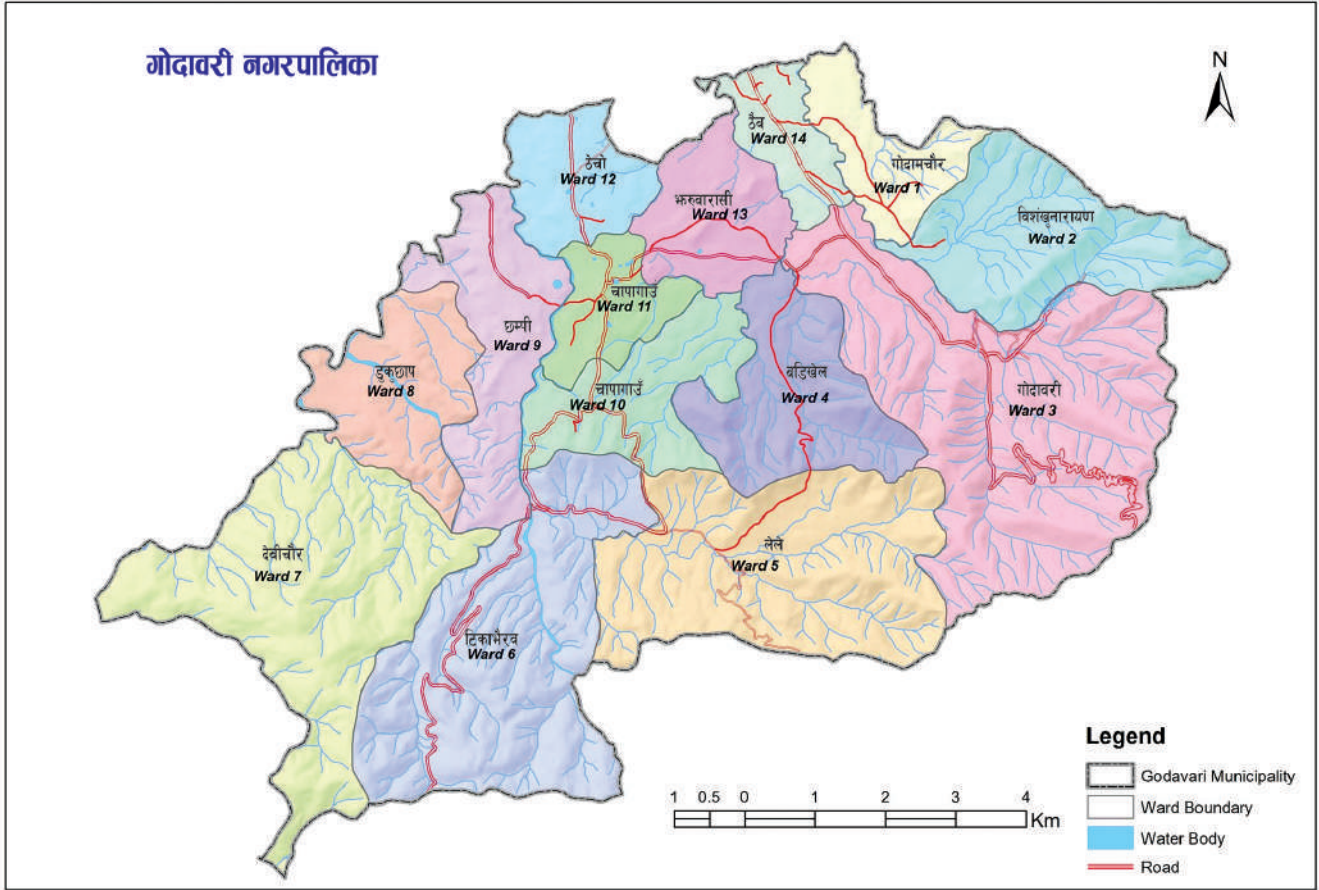 गोदावरी नगरपालिका
N
ठैब
Ward 14
गोदामचौर
Ward 1
ठेचो
Ward 12
झरुवारासी
Ward 13
बिशंखुनारायण
Ward 2
चापागाउँ
Ward 11
छम्पी
Ward 9
डुकछाप
Ward 8
चापागाउँ
Ward 10
बडिखेल
Ward 4
गोदावरी
Ward 3
देवीचौर
Ward 7
लेले
Ward 5
टिकाभैरव
Ward 6
Legend
Godavari Municipality
Ward Boundary
Water Body
Road
1 0.5 0 1 2 3 4
Km